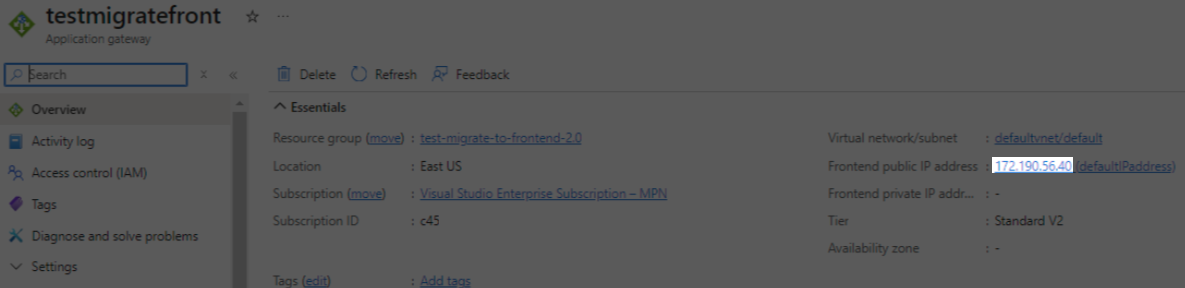 testmigratefront ☆ ...
Application gateway
Search
Delete Refresh Feedback
Overview
Essentials
Activity log
Resource group (move) : test-migrate-to-frontend-2.0
Virtual network/subnet : defaultvnet/default
Access control (IAM)
Location : East US
Frontend public IP address : 172.190.56.40 (defaultIPaddress)
Subscription (move) : Visual Studio Enterprise Subscription – MPN
Frontend private IP addr... : -
Tags
Subscription ID : c45
Tier : Standard V2
Diagnose and solve problems
Availability zone : -
Settings
Tags (edit) : Add tags